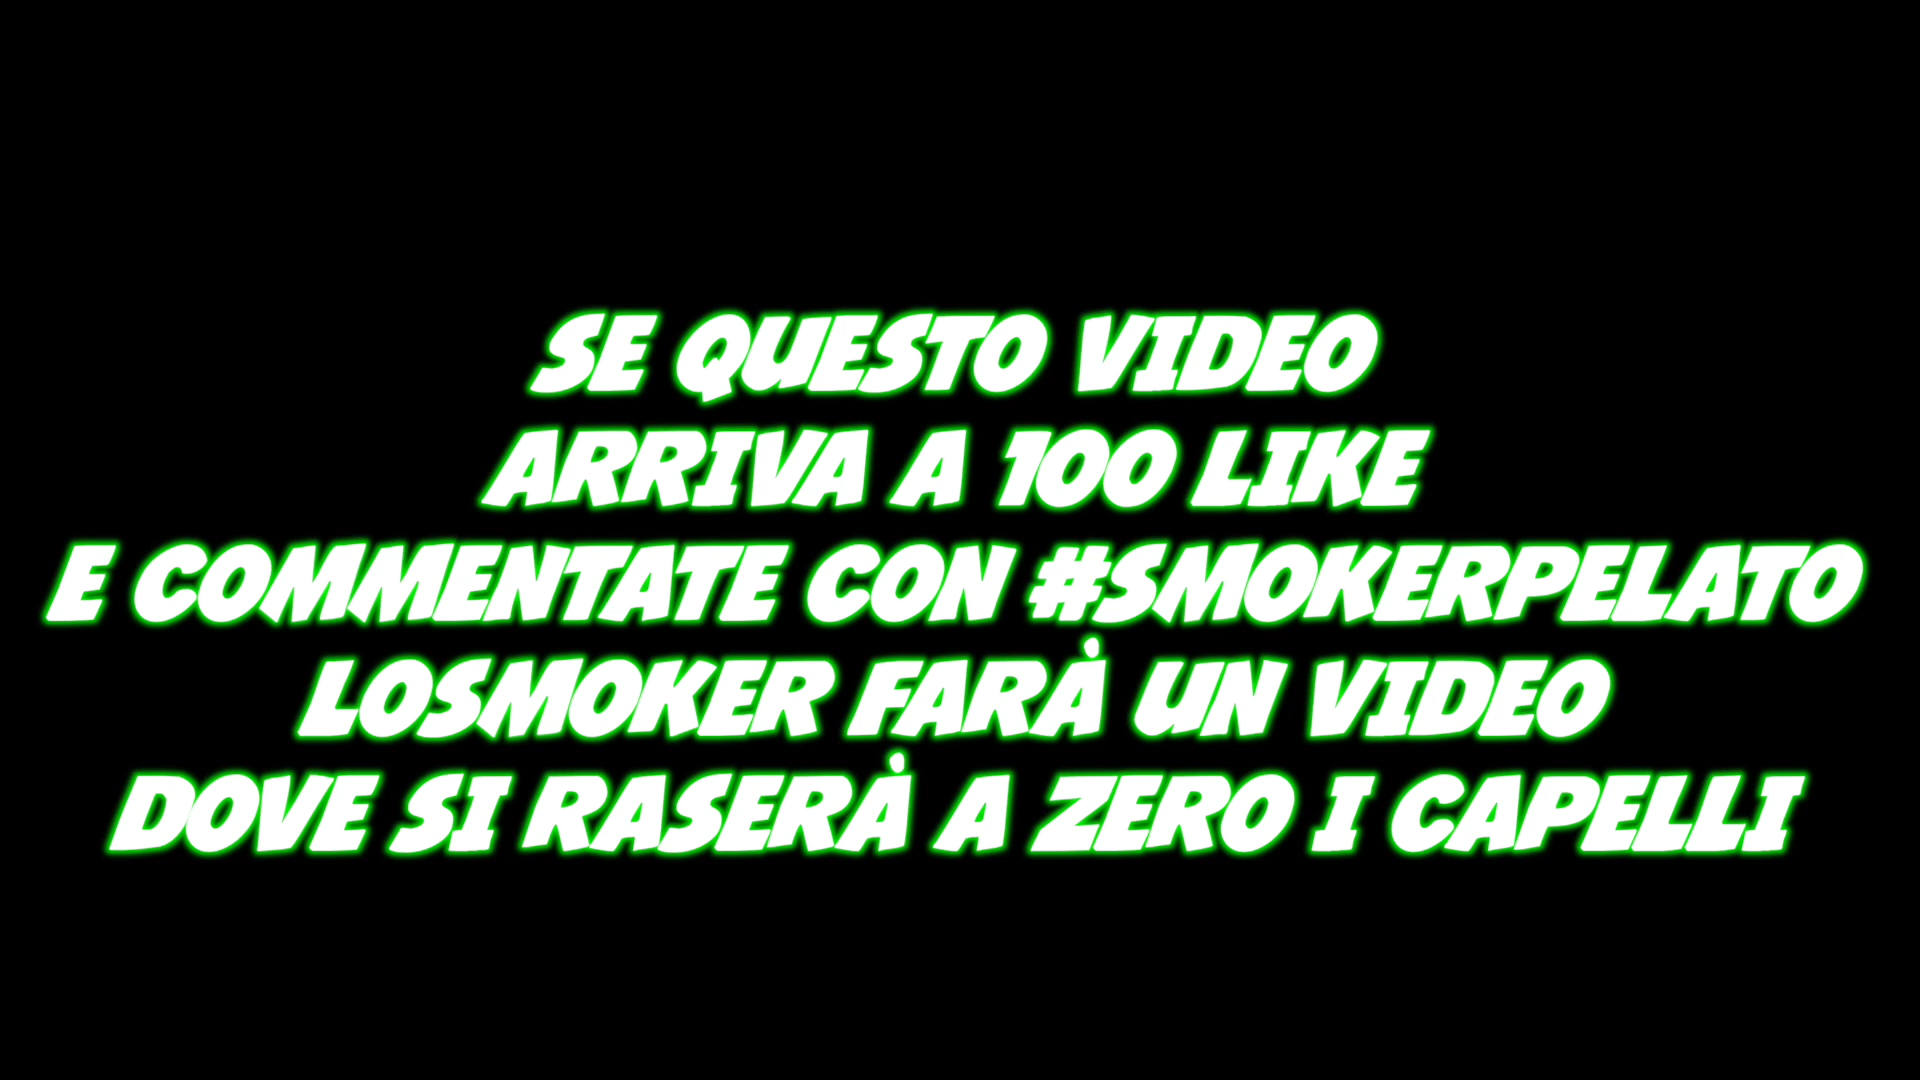 SE QUESTO VIDEO
ARRIVA A 100 LIKE
E COMMENTATE CON #SMOKERPELATO
LOSMOKER FARÀ UN VIDEO
DOVE SI RASERÀ A ZERO I CAPELLI